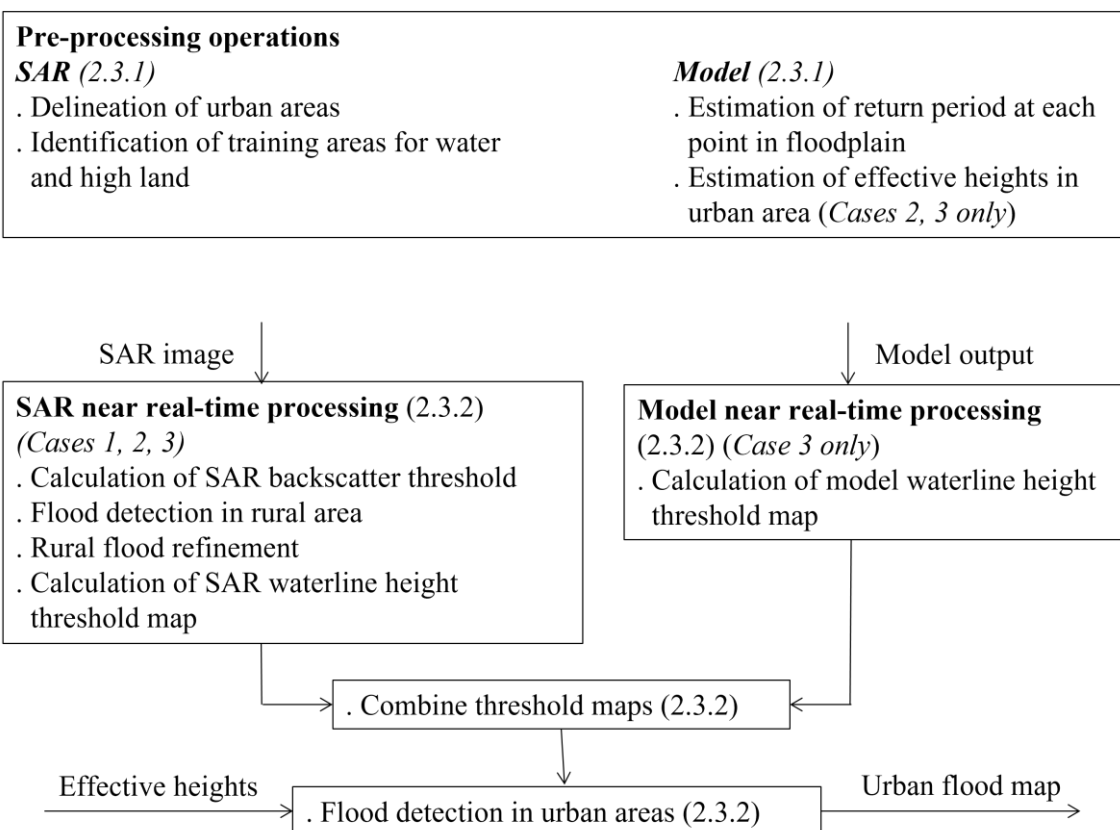 Pre-processing operations
SAR (2.3.1)
. Delineation of urban areas
. Identification of training areas for water
and high land
Model (2.3.1)
. Estimation of return period at each
point in floodplain
. Estimation of effective heights in
urban area (Cases 2, 3 only)
SAR image
Model output
SAR near real-time processing (2.3.2)
(Cases 1, 2, 3)
. Calculation of SAR backscatter threshold
. Flood detection in rural area
. Rural flood refinement
. Calculation of SAR waterline height
threshold map
Model near real-time processing
(2.3.2) (Case 3 only)
. Calculation of model waterline height
threshold map
. Combine threshold maps (2.3.2)
Effective heights
. Flood detection in urban areas (2.3.2)
Urban flood map